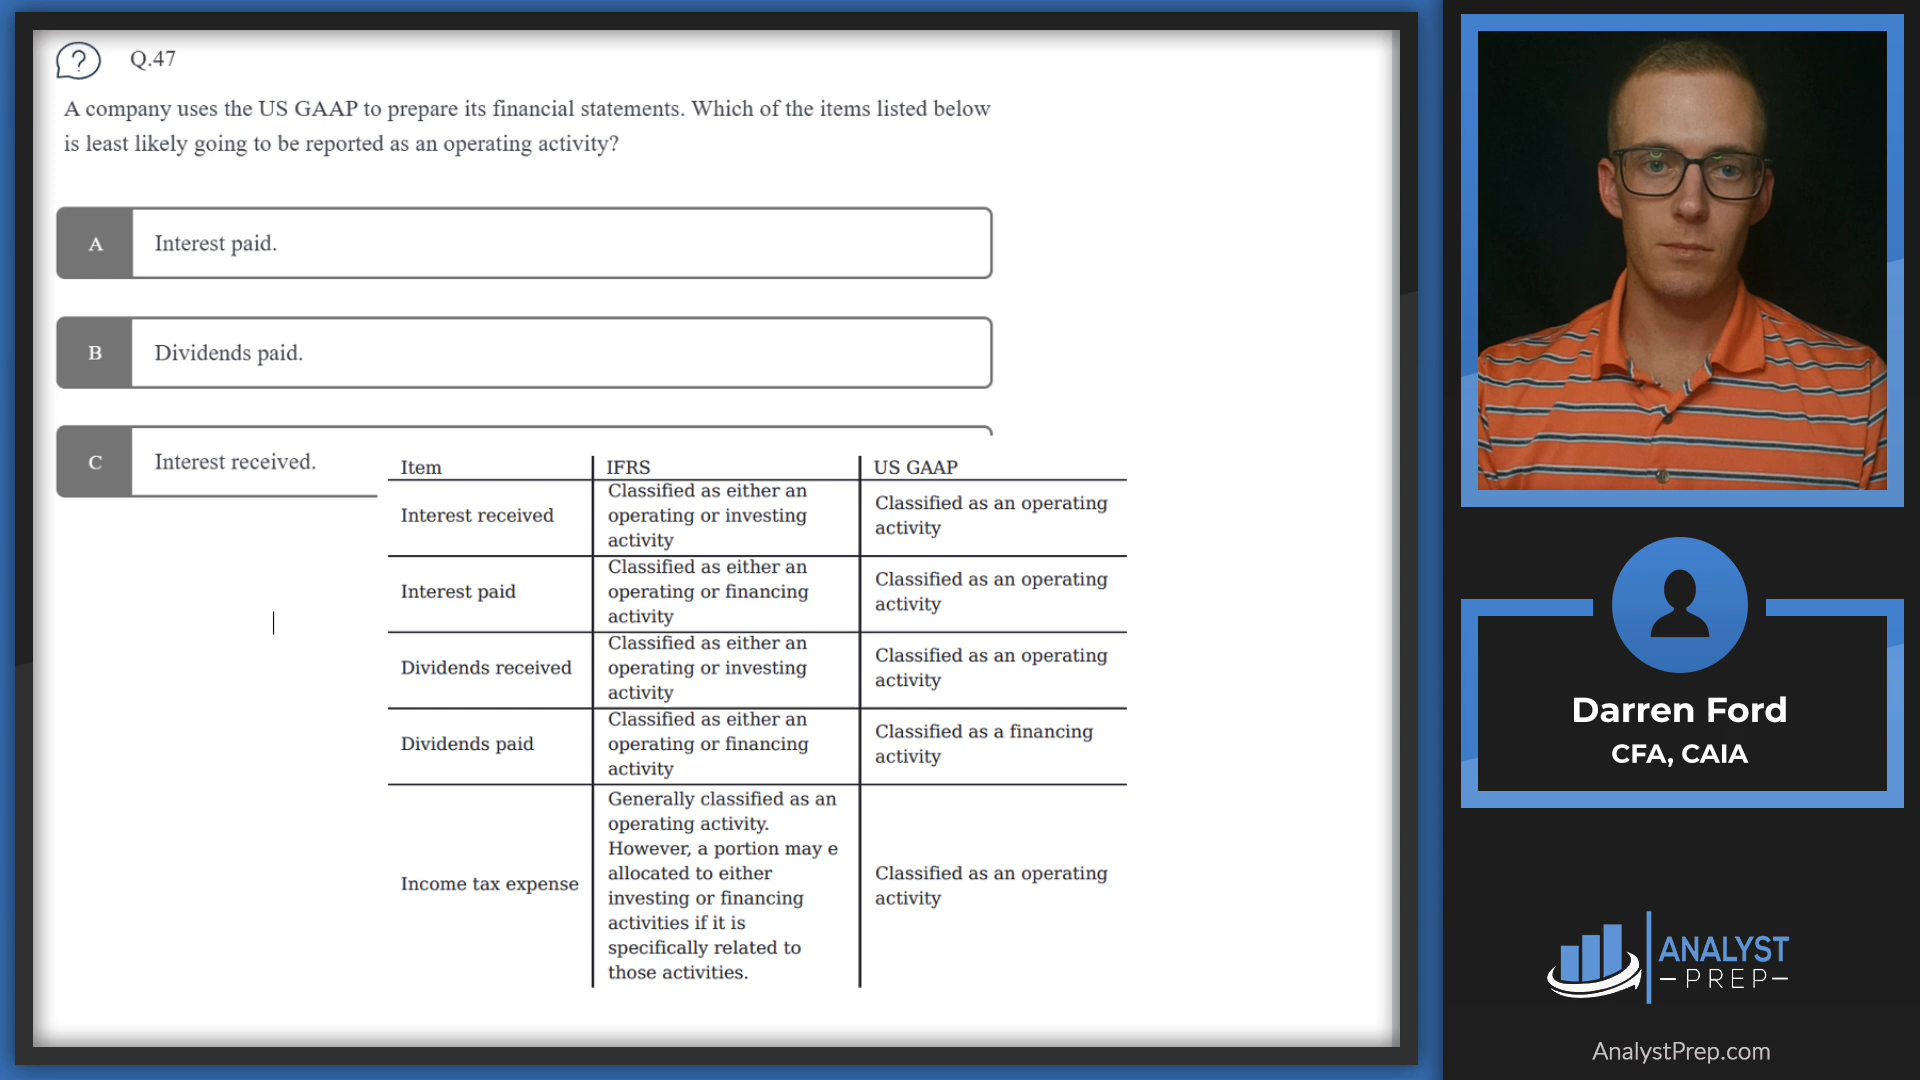 ?
Q.47
A company uses the US GAAP to prepare its financial statements. Which of the items listed below
is least likely going to be reported as an operating activity?
A
Interest paid.
B
Dividends paid.
C
Interest received.
Item
IFRS
US GAAP
Interest received
Classified as either an
operating or investing
activity
Classified as an operating
activity
Interest paid
Classified as either an
operating or financing
activity
Classified as an operating
activity
Dividends received
Classified as either an
operating or investing
activity
Classified as an operating
activity
Dividends paid
Classified as either an
operating or financing
activity
Classified as a financing
activity
Income tax expense
Generally classified as an
operating activity.
However, a portion may e
allocated to either
investing or financing
activities if it is
specifically related to
those activities.
Classified as an operating
activity
Darren Ford
CFA, CAIA
ANALYST
PREP
AnalystPrep.com